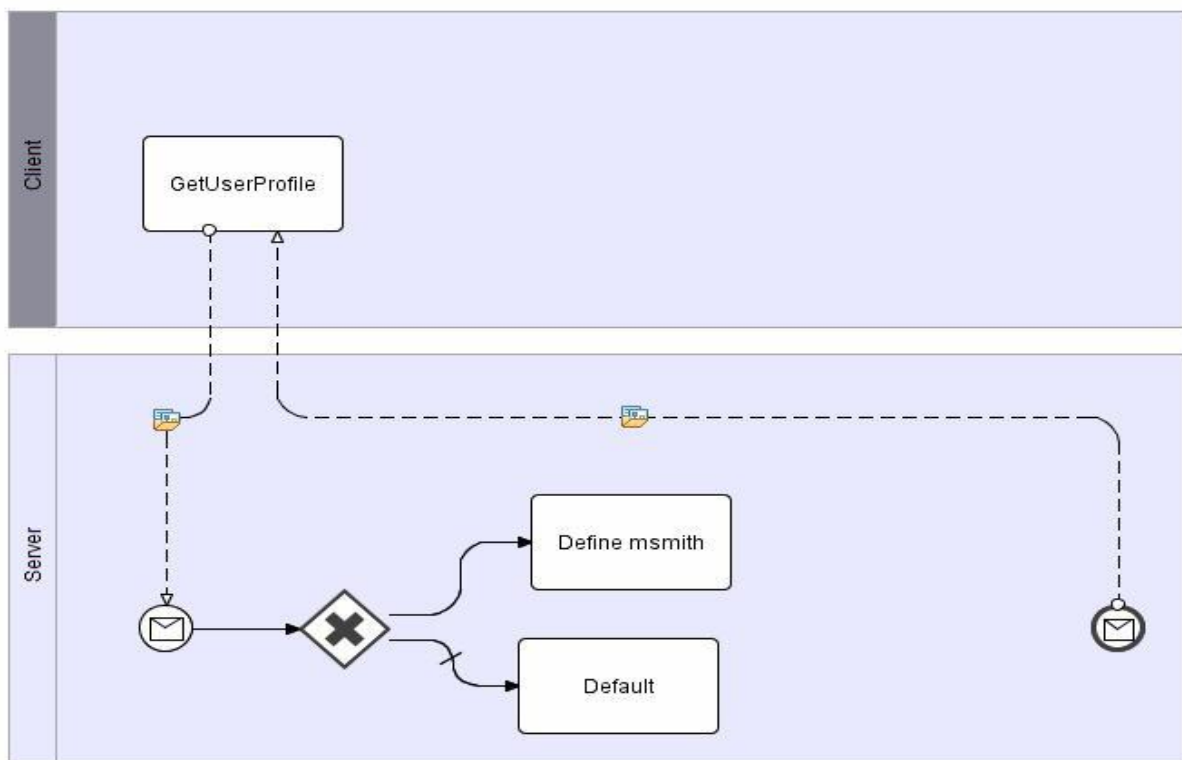 Client
GetUserProfile
Server
Define msmith
Default